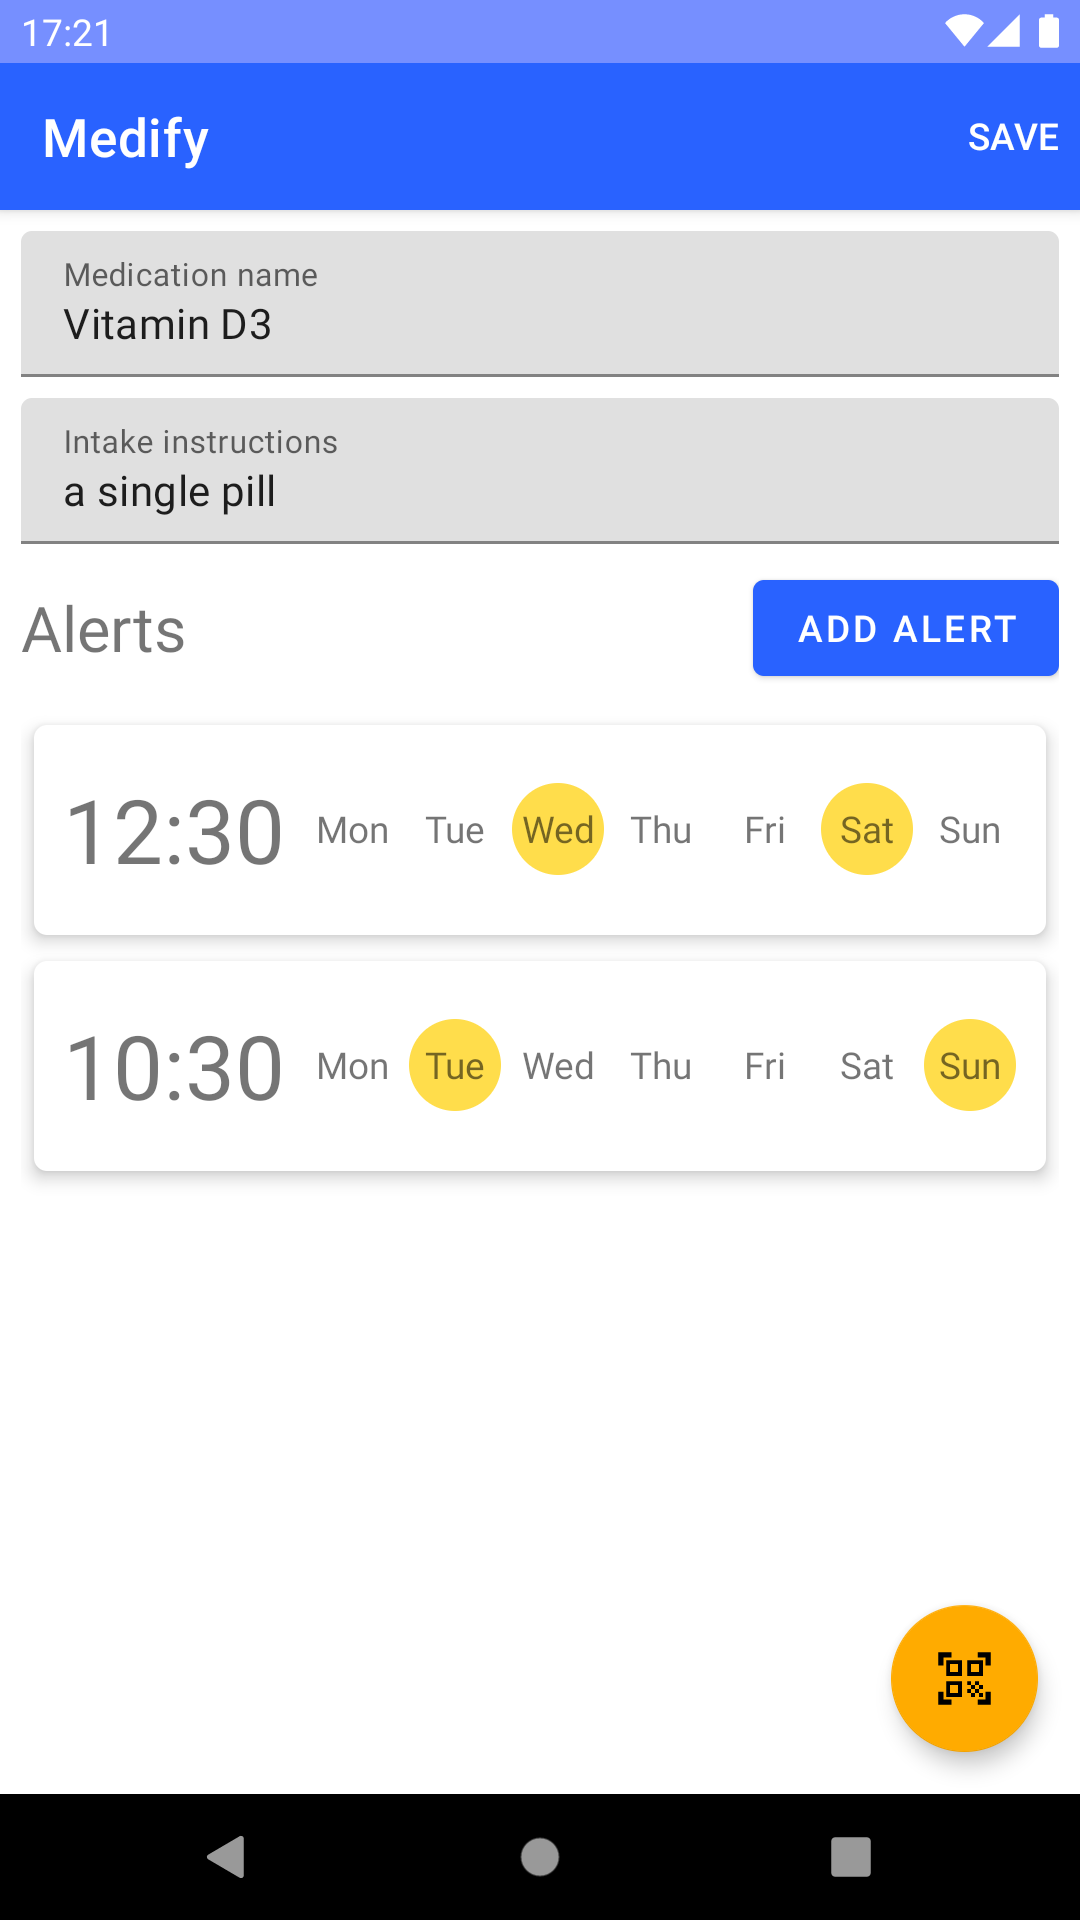 17:21
Medify SAVE
Medication name
Vitamin D3
Intake instructions
a single pill
Alerts ADD ALERT
12:30 Mon Tue Wed Thu Fri Sat Sun
10:30 Mon Tue Wed Thu Fri Sat Sun